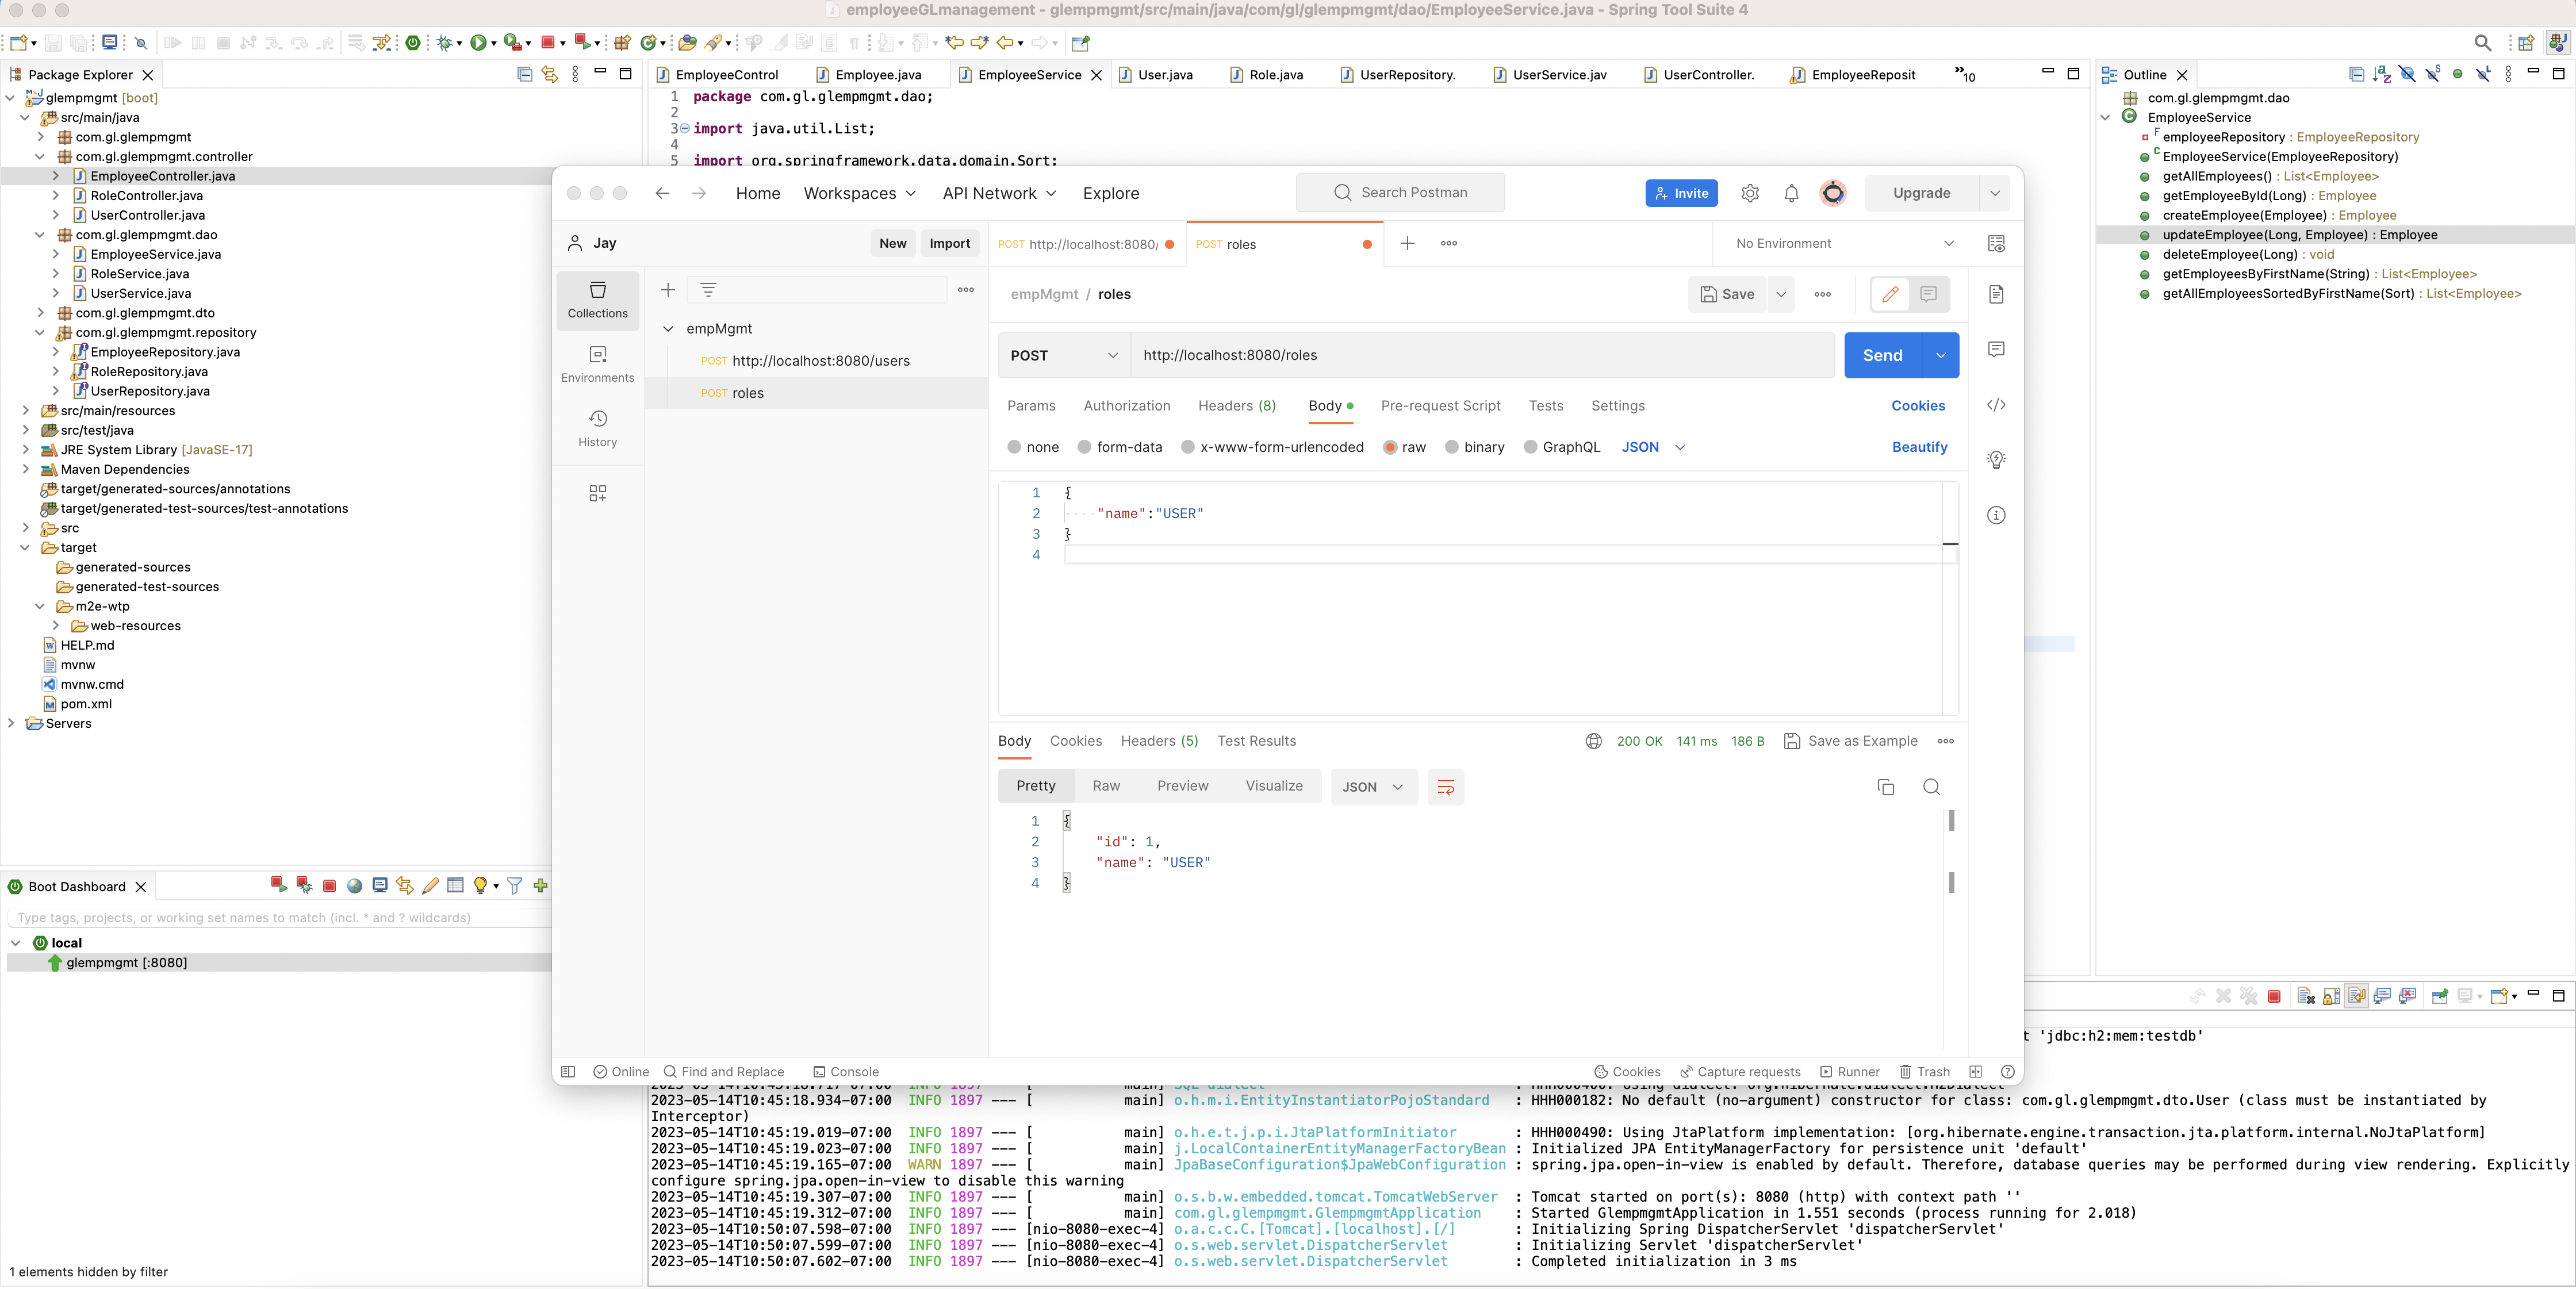 employeeGLmanagement - glempmgmt/src/main/java/com/gl/glempmgmt/dao/EmployeeService.java - Spring Tool Suite 4
Package Explorer
glempmgmt [boot]
src/main/java
com.gl.glempmgmt
com.gl.glempmgmt.controller
EmployeeController.java
RoleController.java
UserController.java
com.gl.glempmgmt.dao
EmployeeService.java
RoleService.java
UserService.java
com.gl.glempmgmt.dto
com.gl.glempmgmt.repository
EmployeeRepository.java
RoleRepository.java
UserRepository.java
src/main/resources
src/test/java
JRE System Library [JavaSE-17]
Maven Dependencies
target/generated-sources/annotations
target/generated-test-sources/test-annotations
src
target
generated-sources
generated-test-sources
m2e-wtp
web-resources
HELP.md
mvnw
mvnw.cmd
pom.xml
Servers
Boot Dashboard
Type tags, projects, or working set names to match (incl. * and ? wildcards)
local
glempmgmt [:8080]
1 elements hidden by filter
EmployeeControl Employee.java EmployeeService User.java Role.java UserRepository. UserService.jav UserController. EmployeeReposit »10
1 package com.gl.glempmgmt.dao;
2
3 import java.util.List;
4
5 import org.springframework.data.domain.Sort;
Home Workspaces API Network Explore Search Postman Invite Upgrade
Jay New Import
POST http://localhost:8080/ POST roles No Environment
Collections
Environments
History
empMgmt
POST http://localhost:8080/users
POST roles
empMgmt / roles Save
POST http://localhost:8080/roles Send
Params Authorization Headers (8) Body Pre-request Script Tests Settings Cookies
none form-data x-www-form-urlencoded raw binary GraphQL JSON Beautify
1 {
2 ····"name":"USER"
3 }
4
Body Cookies Headers (5) Test Results 200 OK 141 ms 186 B Save as Example
Pretty Raw Preview Visualize JSON
1 {
2 "id": 1,
3 "name": "USER"
4 }
Online Find and Replace Console Cookies Capture requests Runner Trash
Outline
com.gl.glempmgmt.dao
EmployeeService
employeeRepository : EmployeeRepository
EmployeeService(EmployeeRepository)
getAllEmployees() : List<Employee>
getEmployeeById(Long) : Employee
createEmployee(Employee) : Employee
updateEmployee(Long, Employee) : Employee
deleteEmployee(Long) : void
getEmployeesByFirstName(String) : List<Employee>
getAllEmployeesSortedByFirstName(Sort) : List<Employee>
t 'jdbc:h2:mem:testdb'
2023-05-14T10:45:18.717-07:00 INFO 1897 --- [ main] SQL dialect : HHH000400: Using dialect: org.hibernate.dialect.H2Dialect
2023-05-14T10:45:18.934-07:00 INFO 1897 --- [ main] o.h.m.i.EntityInstantiatorPojoStandard : HHH000182: No default (no-argument) constructor for class: com.gl.glempmgmt.dto.User (class must be instantiated by
Interceptor)
2023-05-14T10:45:19.019-07:00 INFO 1897 --- [ main] o.h.e.t.j.p.i.JtaPlatformInitiator : HHH000490: Using JtaPlatform implementation: [org.hibernate.engine.transaction.jta.platform.internal.NoJtaPlatform]
2023-05-14T10:45:19.023-07:00 INFO 1897 --- [ main] j.LocalContainerEntityManagerFactoryBean : Initialized JPA EntityManagerFactory for persistence unit 'default'
2023-05-14T10:45:19.165-07:00 WARN 1897 --- [ main] JpaBaseConfiguration$JpaWebConfiguration : spring.jpa.open-in-view is enabled by default. Therefore, database queries may be performed during view rendering. Explicitly
configure spring.jpa.open-in-view to disable this warning
2023-05-14T10:45:19.307-07:00 INFO 1897 --- [ main] o.s.b.w.embedded.tomcat.TomcatWebServer : Tomcat started on port(s): 8080 (http) with context path ''
2023-05-14T10:45:19.312-07:00 INFO 1897 --- [ main] com.gl.glempmgmt.GlempmgmtApplication : Started GlempmgmtApplication in 1.551 seconds (process running for 2.018)
2023-05-14T10:50:07.598-07:00 INFO 1897 --- [nio-8080-exec-4] o.a.c.c.C.[Tomcat].[localhost].[/] : Initializing Spring DispatcherServlet 'dispatcherServlet'
2023-05-14T10:50:07.599-07:00 INFO 1897 --- [nio-8080-exec-4] o.s.web.servlet.DispatcherServlet : Initializing Servlet 'dispatcherServlet'
2023-05-14T10:50:07.602-07:00 INFO 1897 --- [nio-8080-exec-4] o.s.web.servlet.DispatcherServlet : Completed initialization in 3 ms